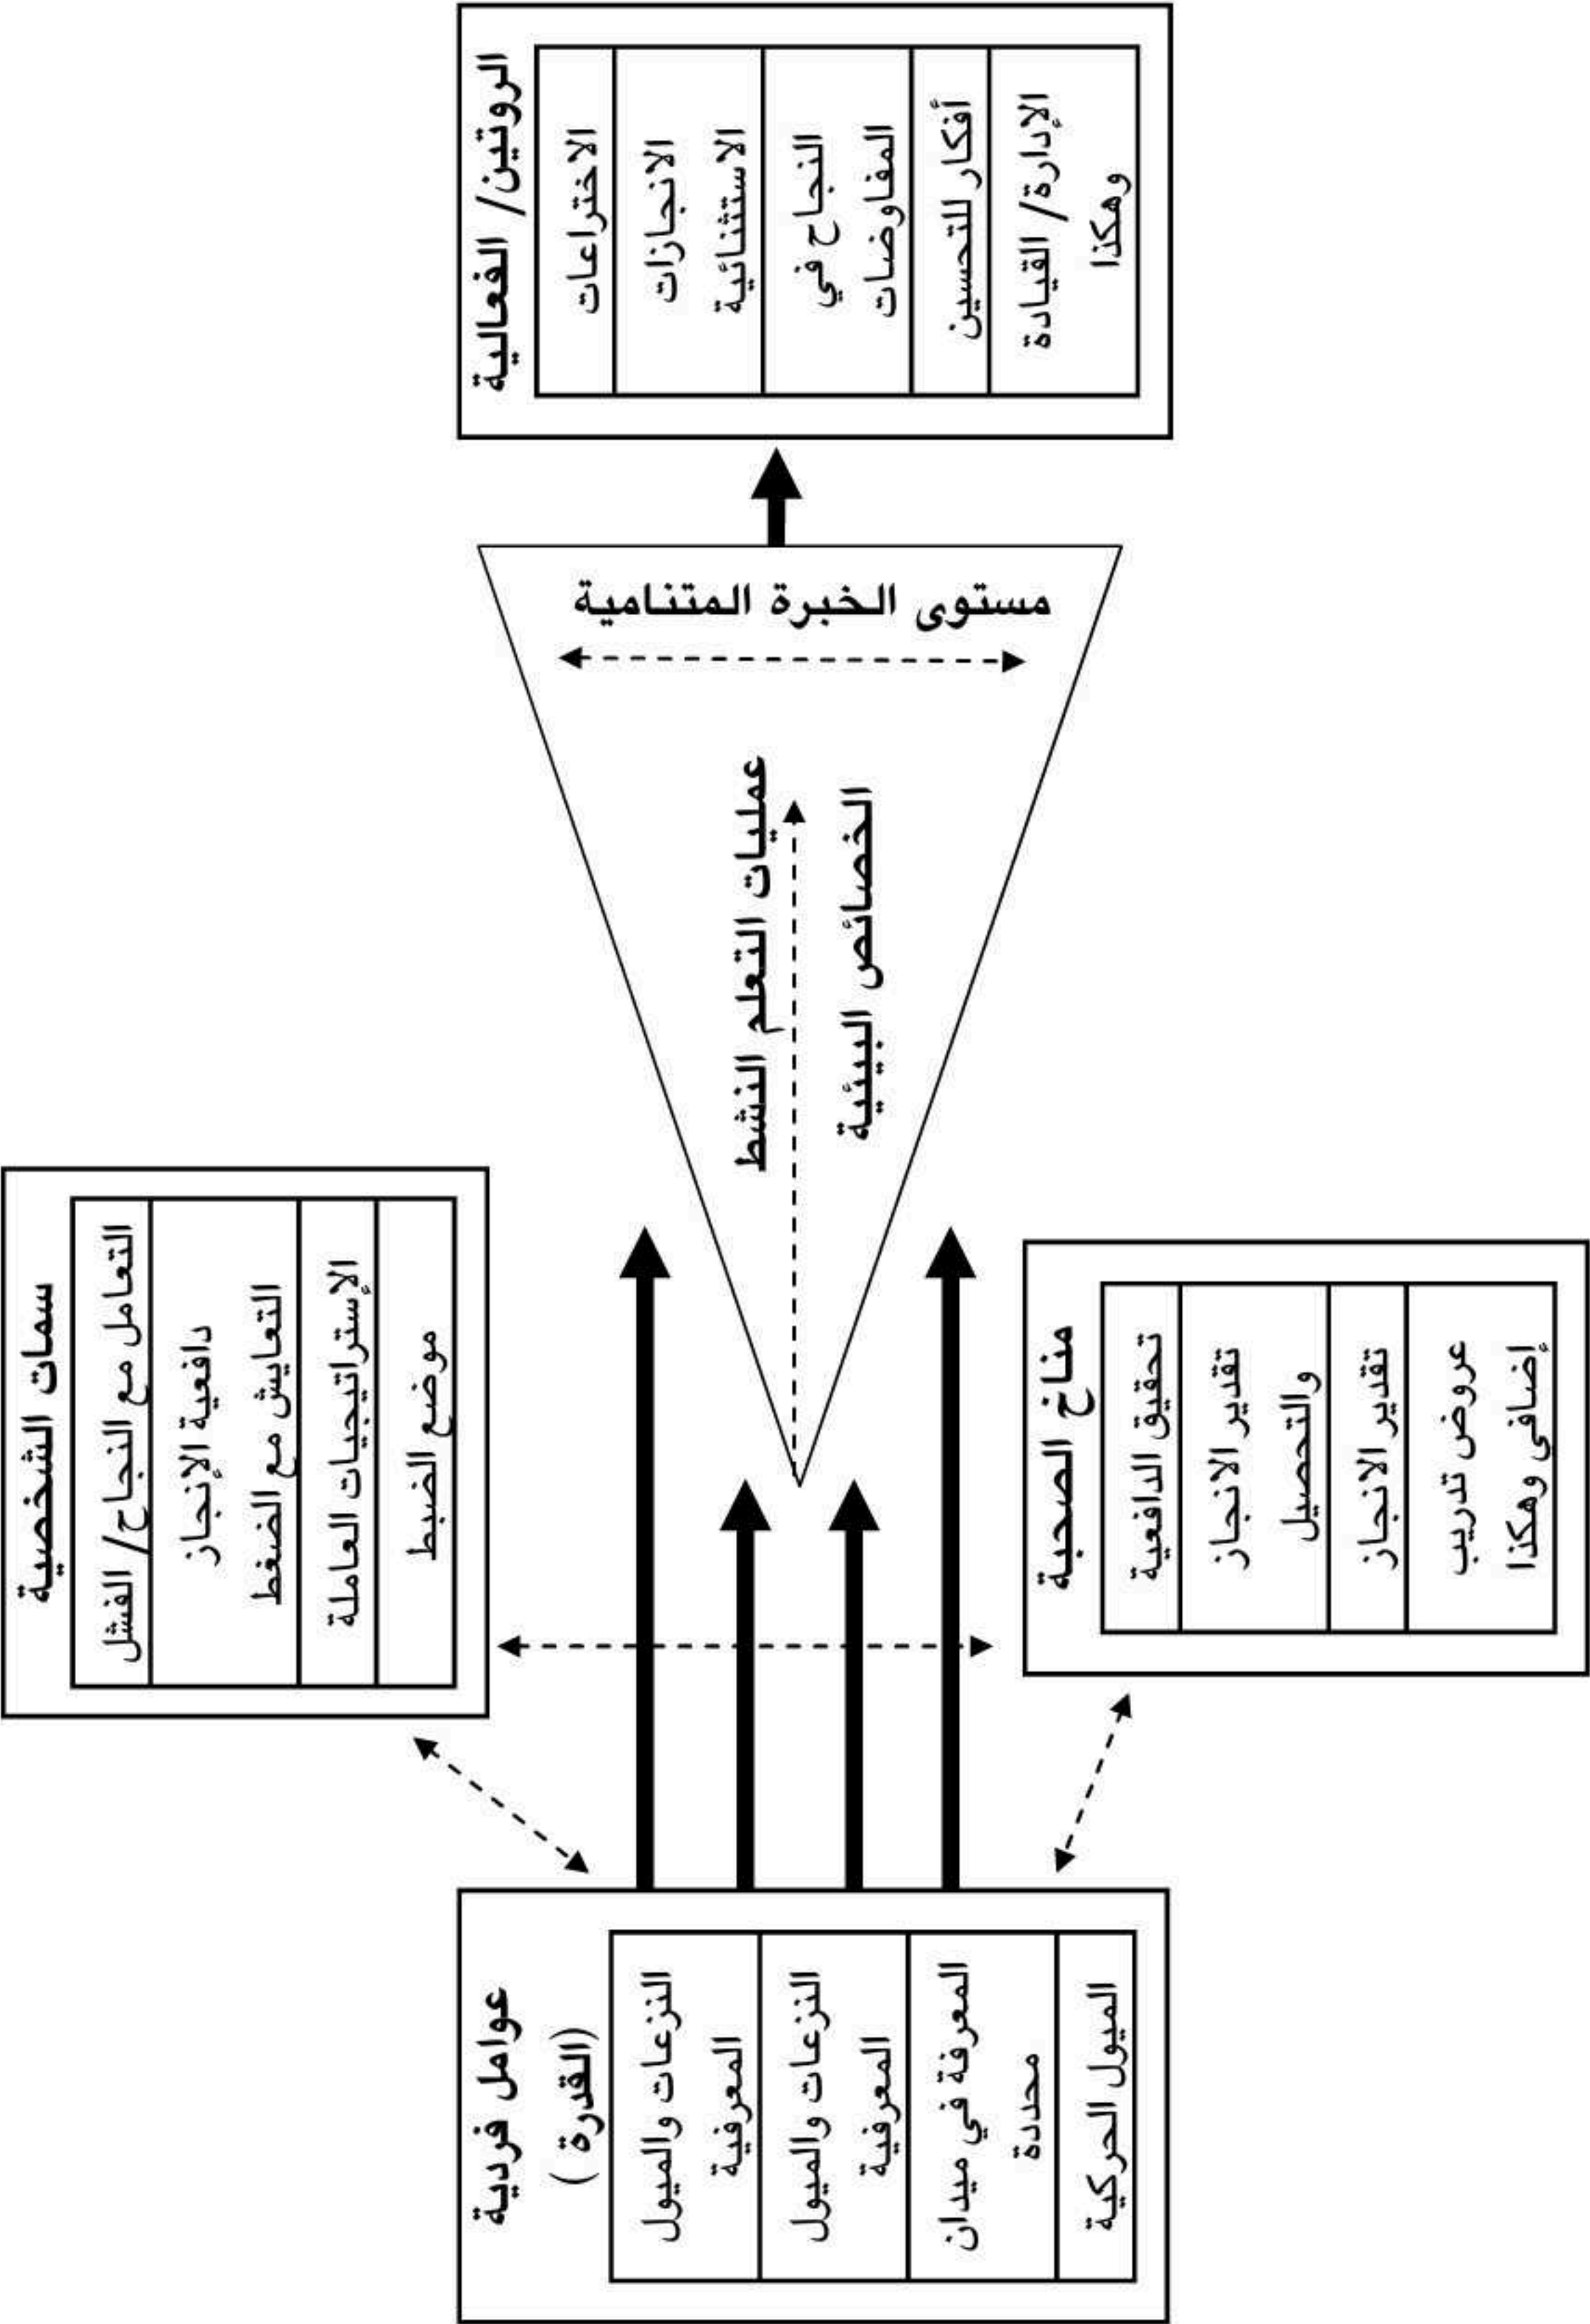 سمات الشخصية
التعامل مع النجاح/ الفشل
دافعية الإنجاز
التعايش مع الضغط
الإستراتيجيات العاملة
موضع الضبط
عوامل فردية
(القدرة )
النزعات والميول
المعرفية
النزعات والميول
المعرفية
المعرفة في ميدان
محددة
الميول الحركية
عمليات التعلم النشط
الخصائص البيئية
مستوى الخبرة المتنامية
الروتين/ الفعالية
الاختراعات
الانجازات
الاستثنائية
النجاح في
المفاوضات
أفكار للتحسين
الإدارة/ القيادة
وهكذا
مناخ الصحبة
تحقيق الدافعية
تقدير الانجاز
والتحصيل
تقدير الانجاز
عروض تدريب
إضافى وهكذا